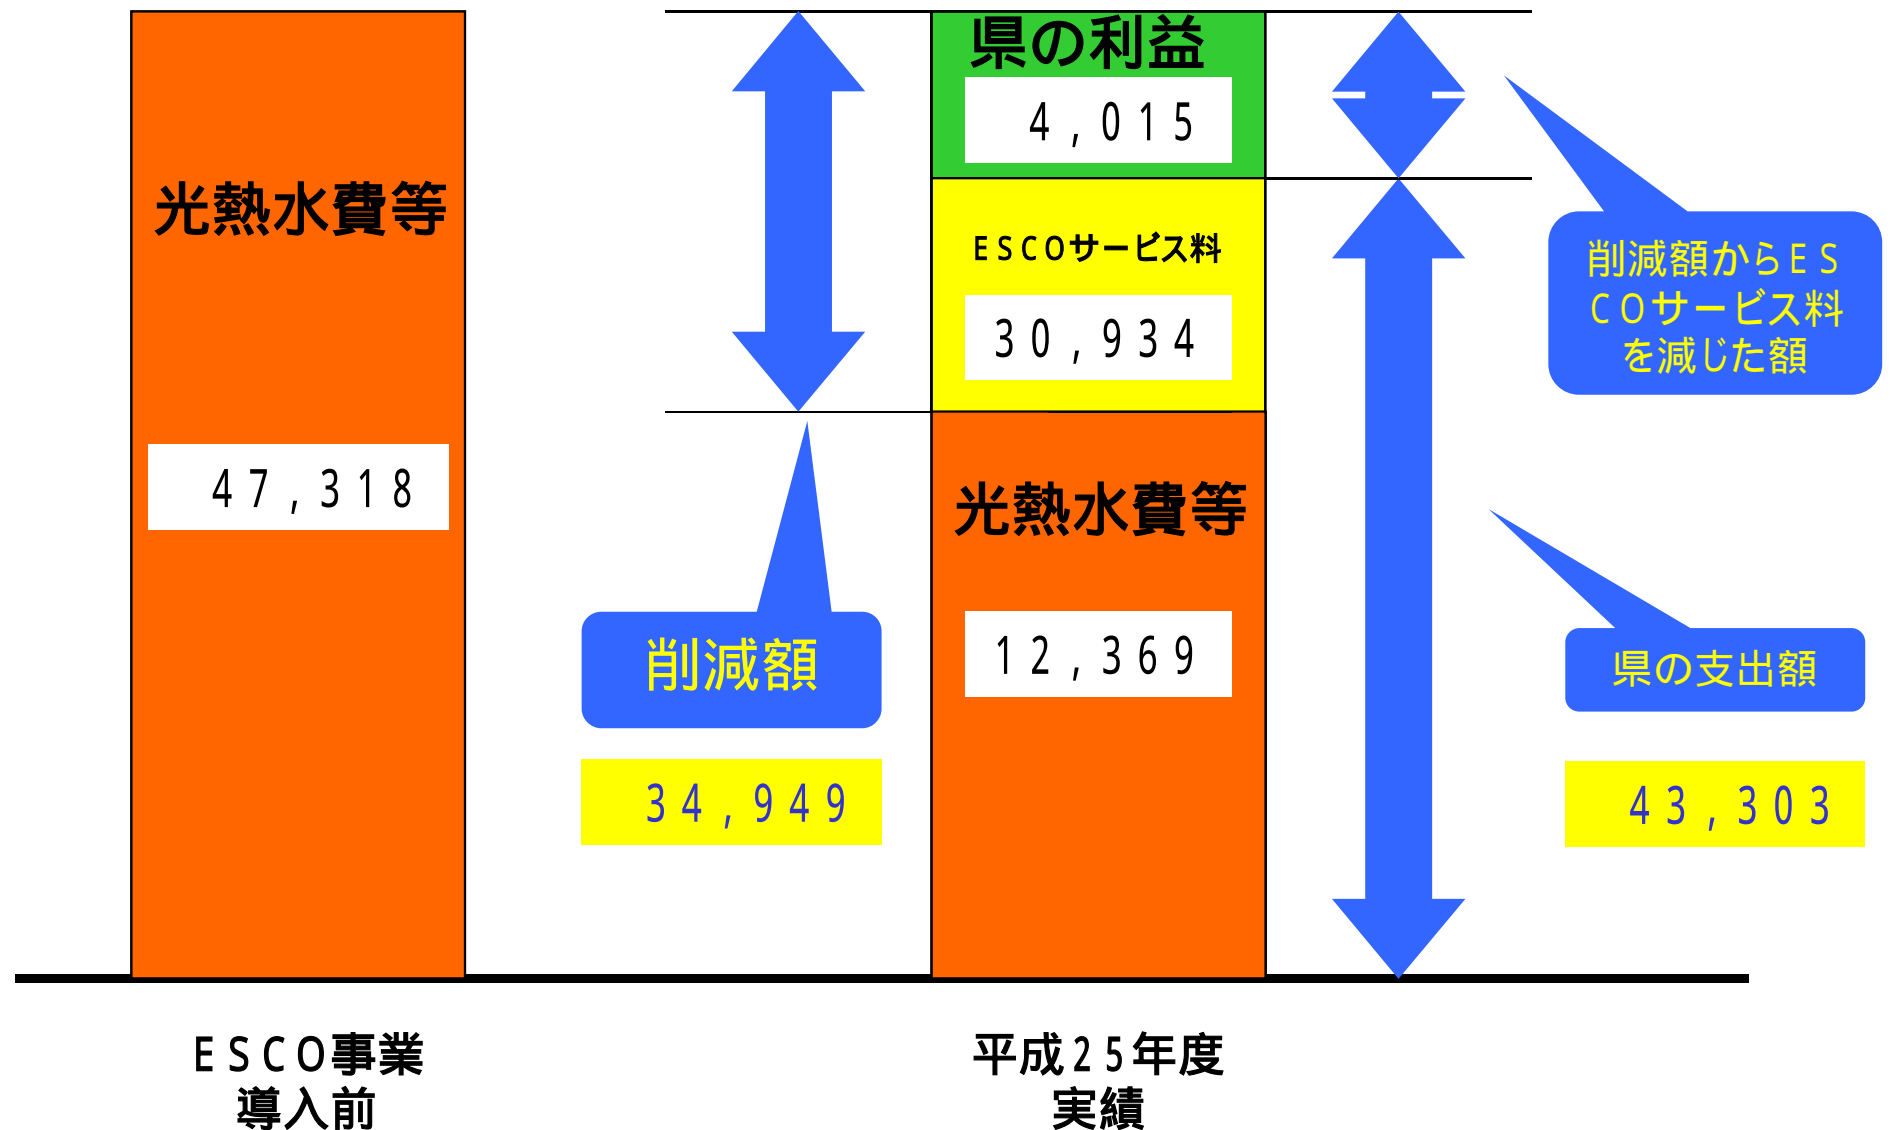 光熱水費等
４７，３１８
ＥＳＣＯ事業
導入前
削減額
３４，９４９
県の利益
４，０１５
ＥＳＣＯサービス料
３０，９３４
光熱水費等
１２，３６９
平成２５年度
実績
削減額からＥＳ
ＣＯサービス料
を減じた額
県の支出額
４３，３０３